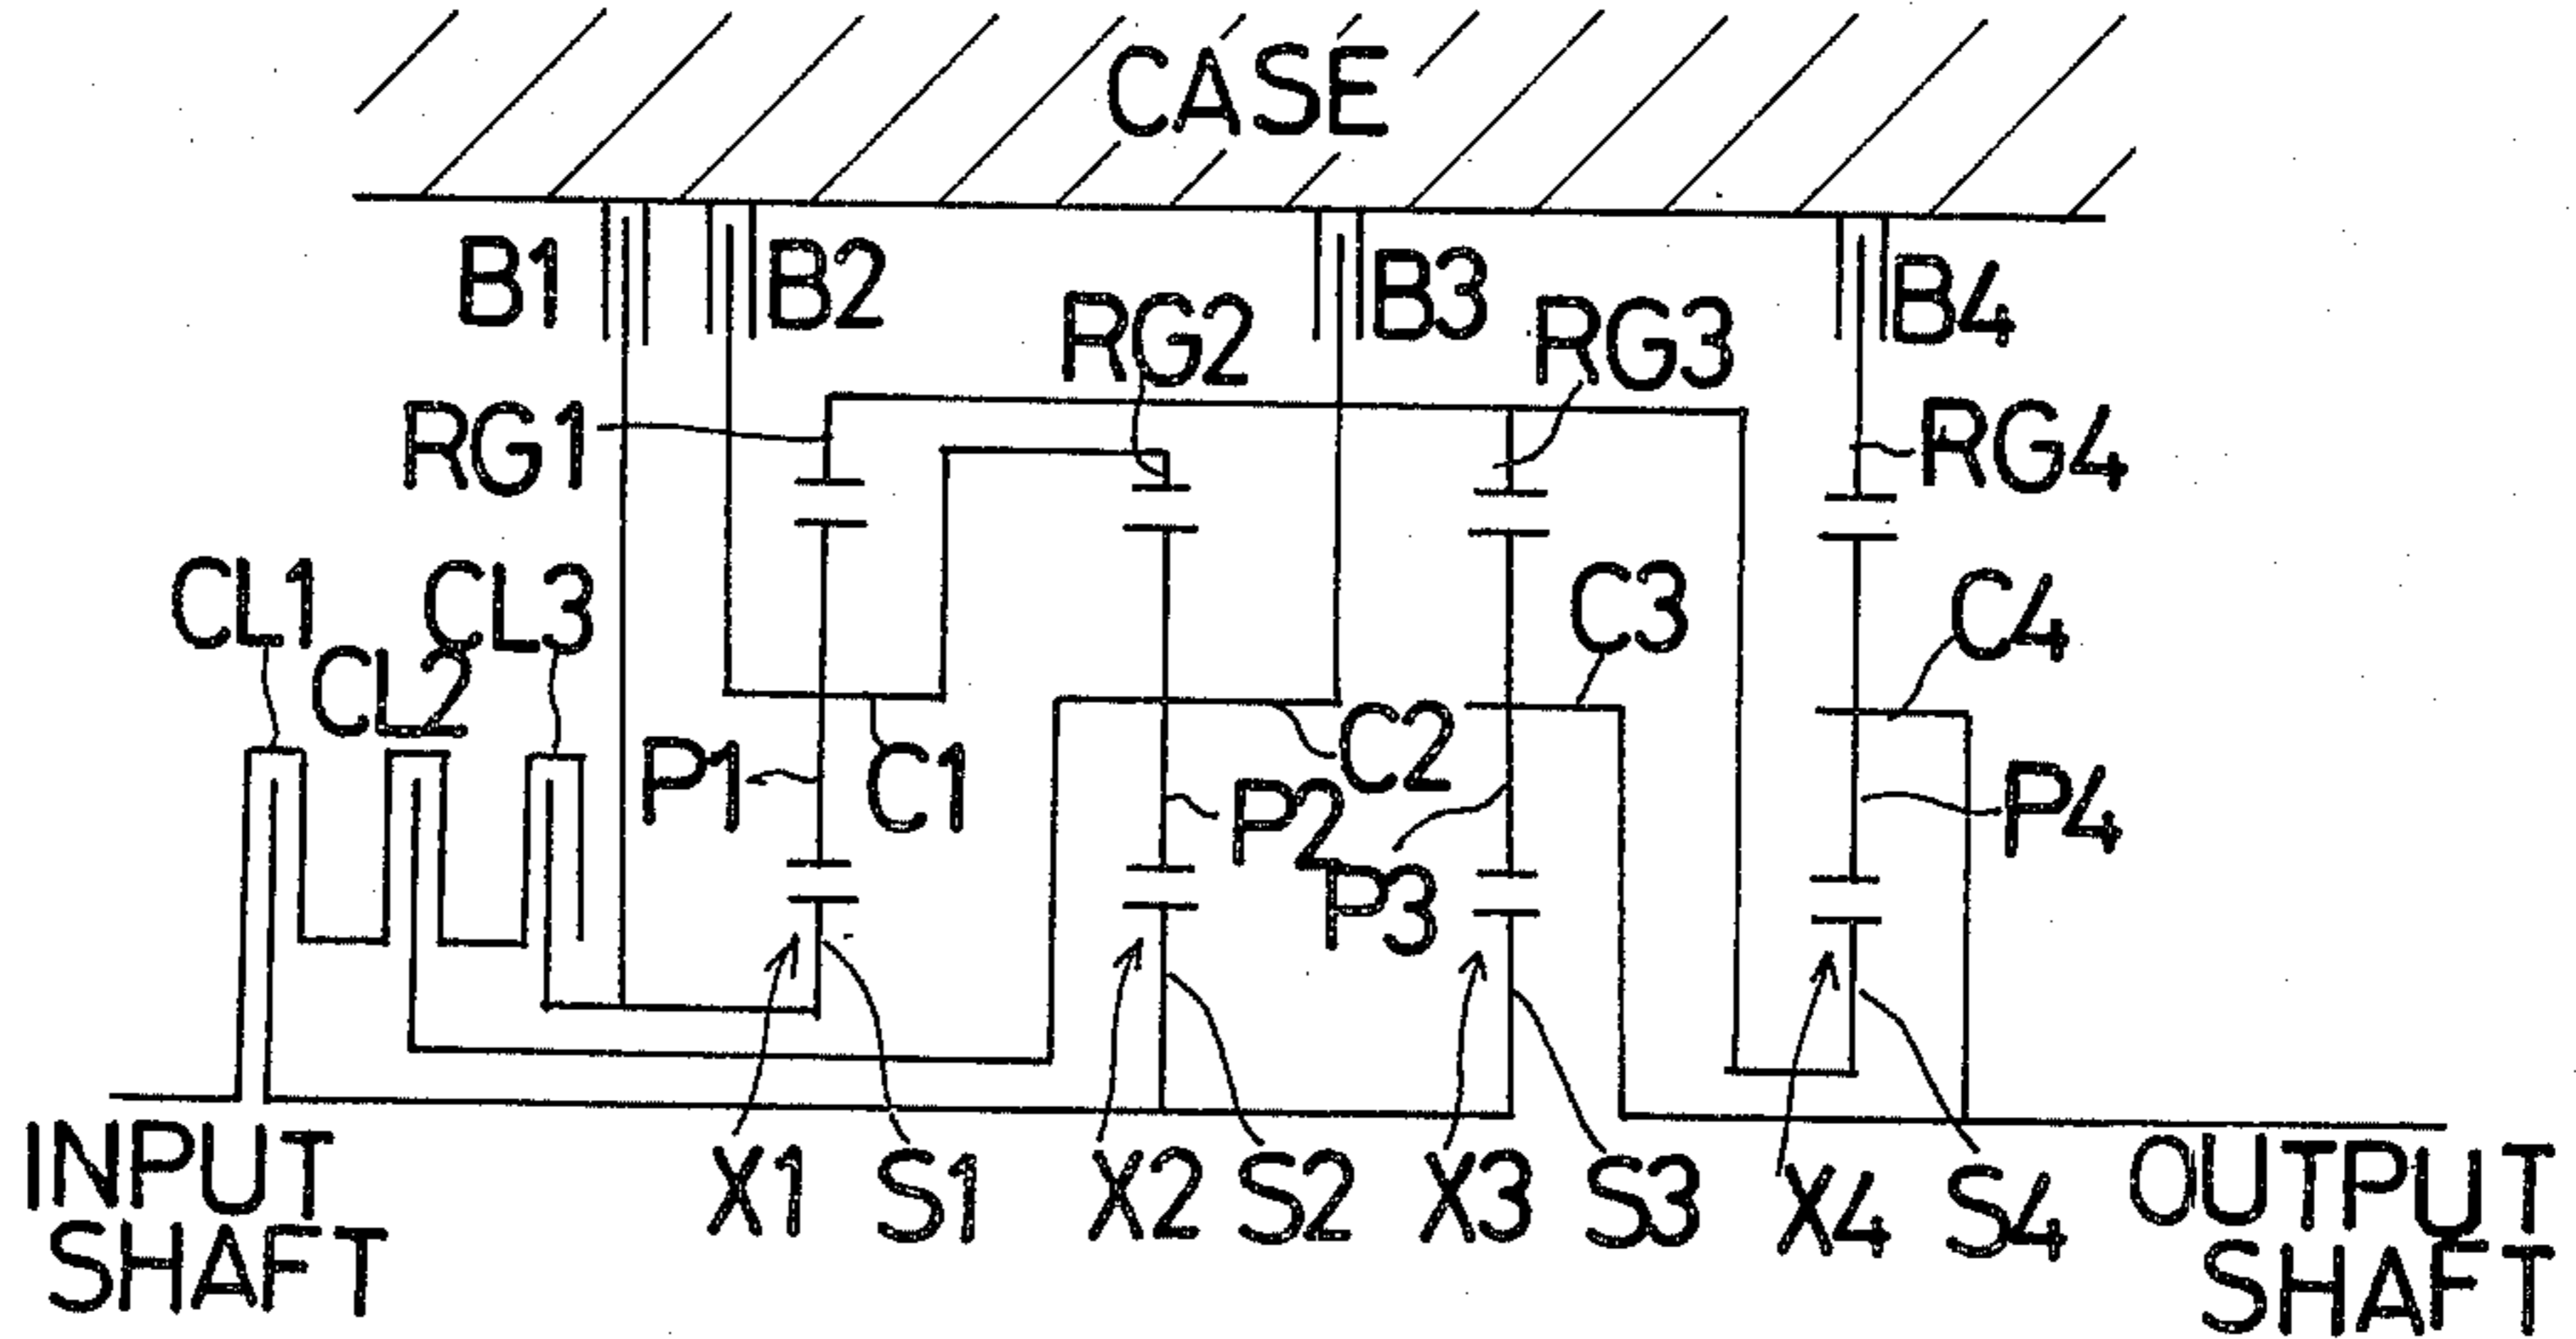 CASE
B1
B2
B3
B4
RG2
RG3
RG1
RG4
CL1
CL3
C3
C4
CL2
C2
P1
C1
P2
P4
P3
INPUT
SHAFT
X1
S1
X2
S2
X3
S3
X4
S4
OUTPUT
SHAFT